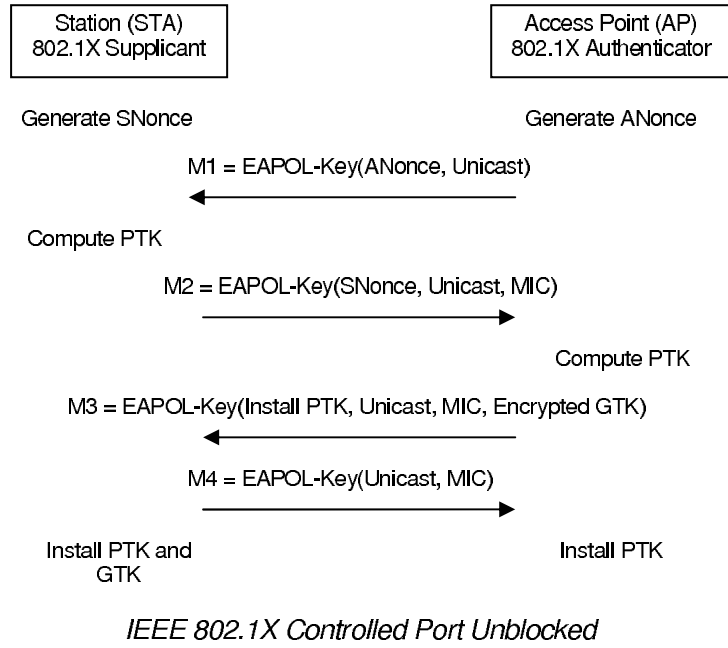 Station (STA)
802.1X Supplicant
Access Point (AP)
802.1X Authenticator
Generate SNonce
Generate ANonce
M1 = EAPOL-Key(ANonce, Unicast)
Compute PTK
M2 = EAPOL-Key(SNonce, Unicast, MIC)
Compute PTK
M3 = EAPOL-Key(Install PTK, Unicast, MIC, Encrypted GTK)
M4 = EAPOL-Key(Unicast, MIC)
Install PTK and
GTK
Install PTK
IEEE 802.1X Controlled Port Unblocked